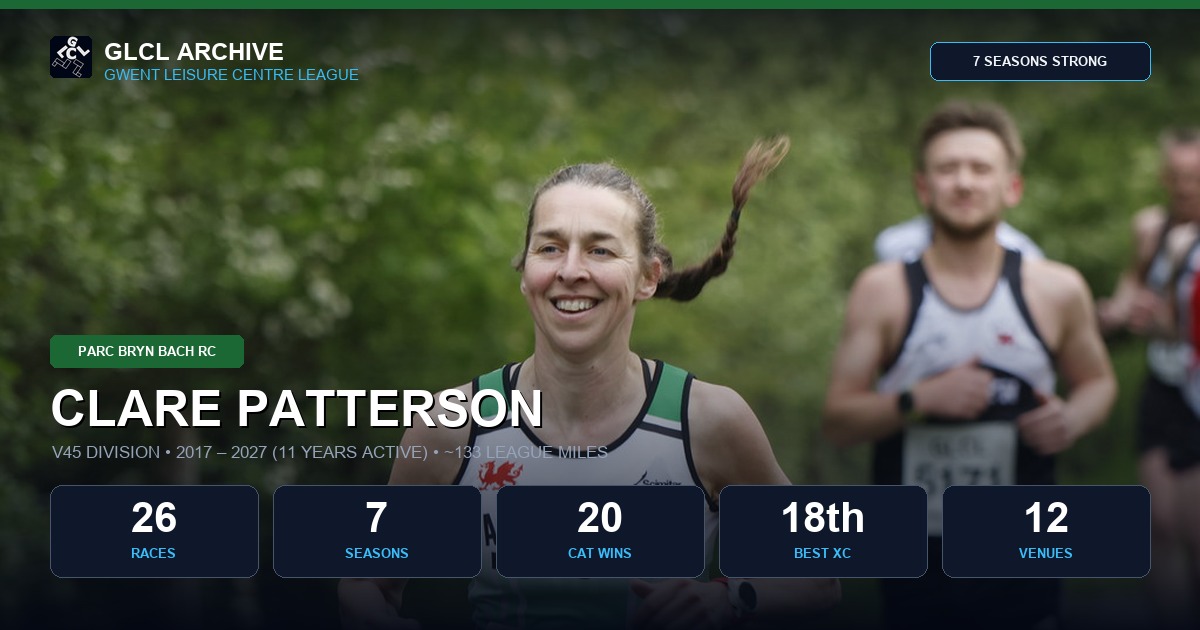 GLCL ARCHIVE
GWENT LEISURE CENTRE LEAGUE
7 SEASONS STRONG
PARC BRYN BACH RC
CLARE PATTERSON
V45 DIVISION • 2017 – 2027 (11 YEARS ACTIVE) • ~133 LEAGUE MILES
Scimitar
26
RACES
7
SEASONS
20
CAT WINS
18th
BEST XC
12
VENUES